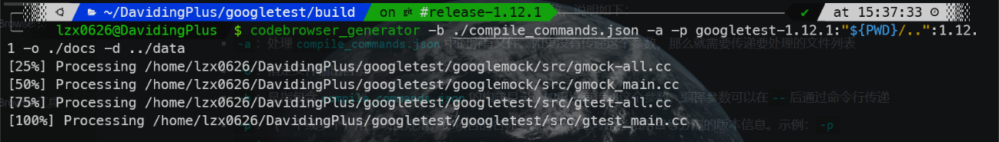 ~/DavidingPlus/googletest/build on git #release-1.12.1 ✔ at 15:37:33
lzx0626@DavidingPlus $ codebrowser_generator -b ./compile_commands.json -a -p googletest-1.12.1:"${PWD}/..":1.12.
1 -o ./docs -d ../data
[25%] Processing /home/lzx0626/DavidingPlus/googletest/googlemock/src/gmock-all.cc
[50%] Processing /home/lzx0626/DavidingPlus/googletest/googlemock/src/gmock_main.cc
[75%] Processing /home/lzx0626/DavidingPlus/googletest/googletest/src/gtest-all.cc
[100%] Processing /home/lzx0626/DavidingPlus/googletest/googletest/src/gtest_main.cc